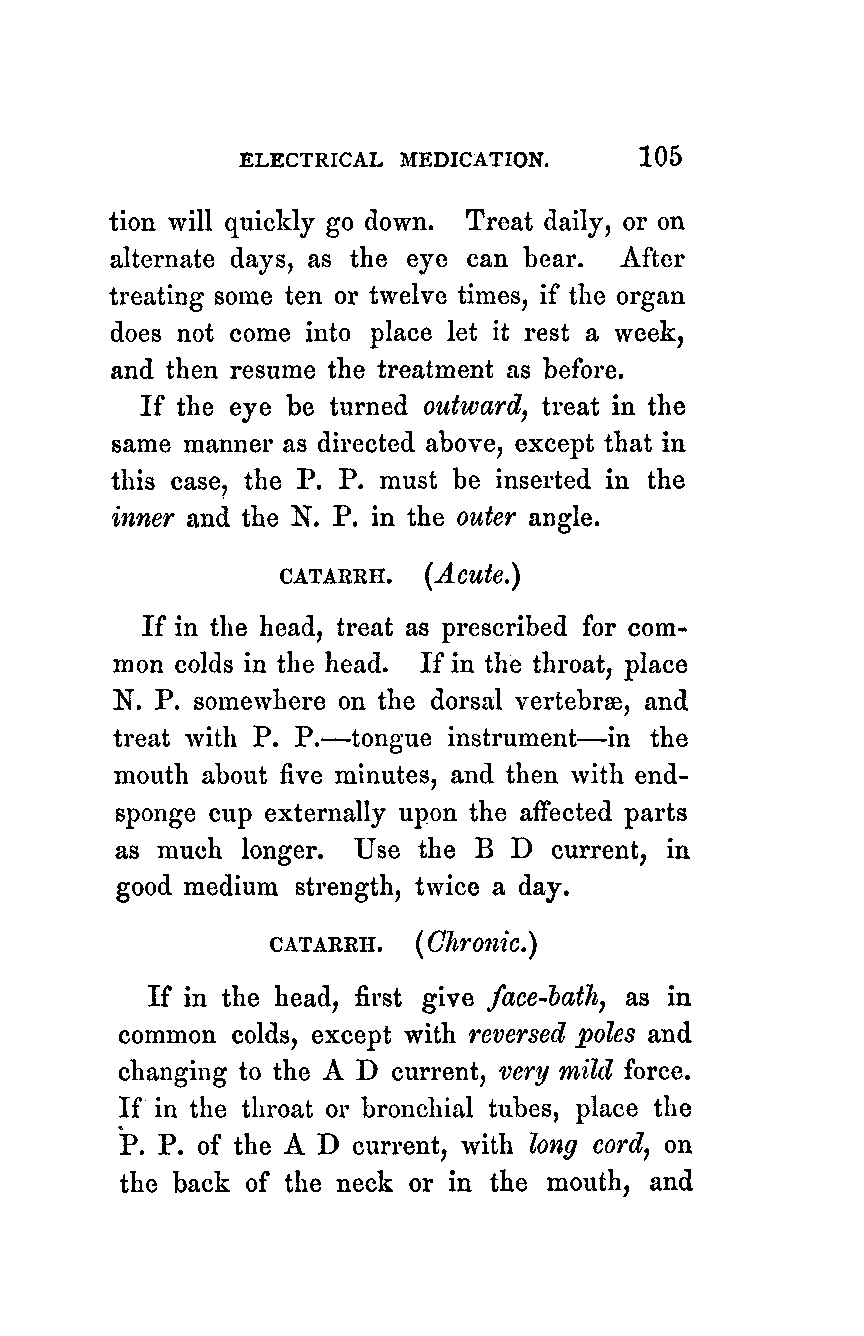 ELECTRICAL MEDICATION. 105
tion will quickly go down. Treat daily, or on
alternate days, as the eye can bear. After
treating some ten or twelve times, if the organ
does not come into place let it rest a week,
and then resume the treatment as before.
If the eye be turned outward, treat in the
same manner as directed above, except that in
this case, the P. P. must be inserted in the
inner and the N. P. in the outer angle.
CATARRH. (Acute.)
If in the head, treat as prescribed for com-
mon colds in the head. If in the throat, place
N. P. somewhere on the dorsal vertebræ, and
treat with P. P.—tongue instrument—in the
mouth about five minutes, and then with end-
sponge cup externally upon the affected parts
as much longer. Use the B D current, in
good medium strength, twice a day.
CATARRH. (Chronic.)
If in the head, first give face-bath, as in
common colds, except with reversed poles and
changing to the A D current, very mild force.
If in the throat or bronchial tubes, place the
P. P. of the A D current, with long cord, on
the back of the neck or in the mouth, and